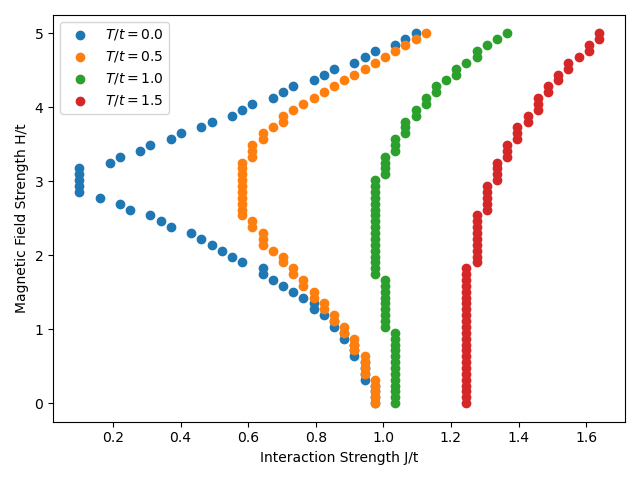 T/t = 0.0
T/t = 0.5
T/t = 1.0
T/t = 1.5
5
4
3
2
1
0
Magnetic Field Strength H/t
0.2 0.4 0.6 0.8 1.0 1.2 1.4 1.6
Interaction Strength J/t